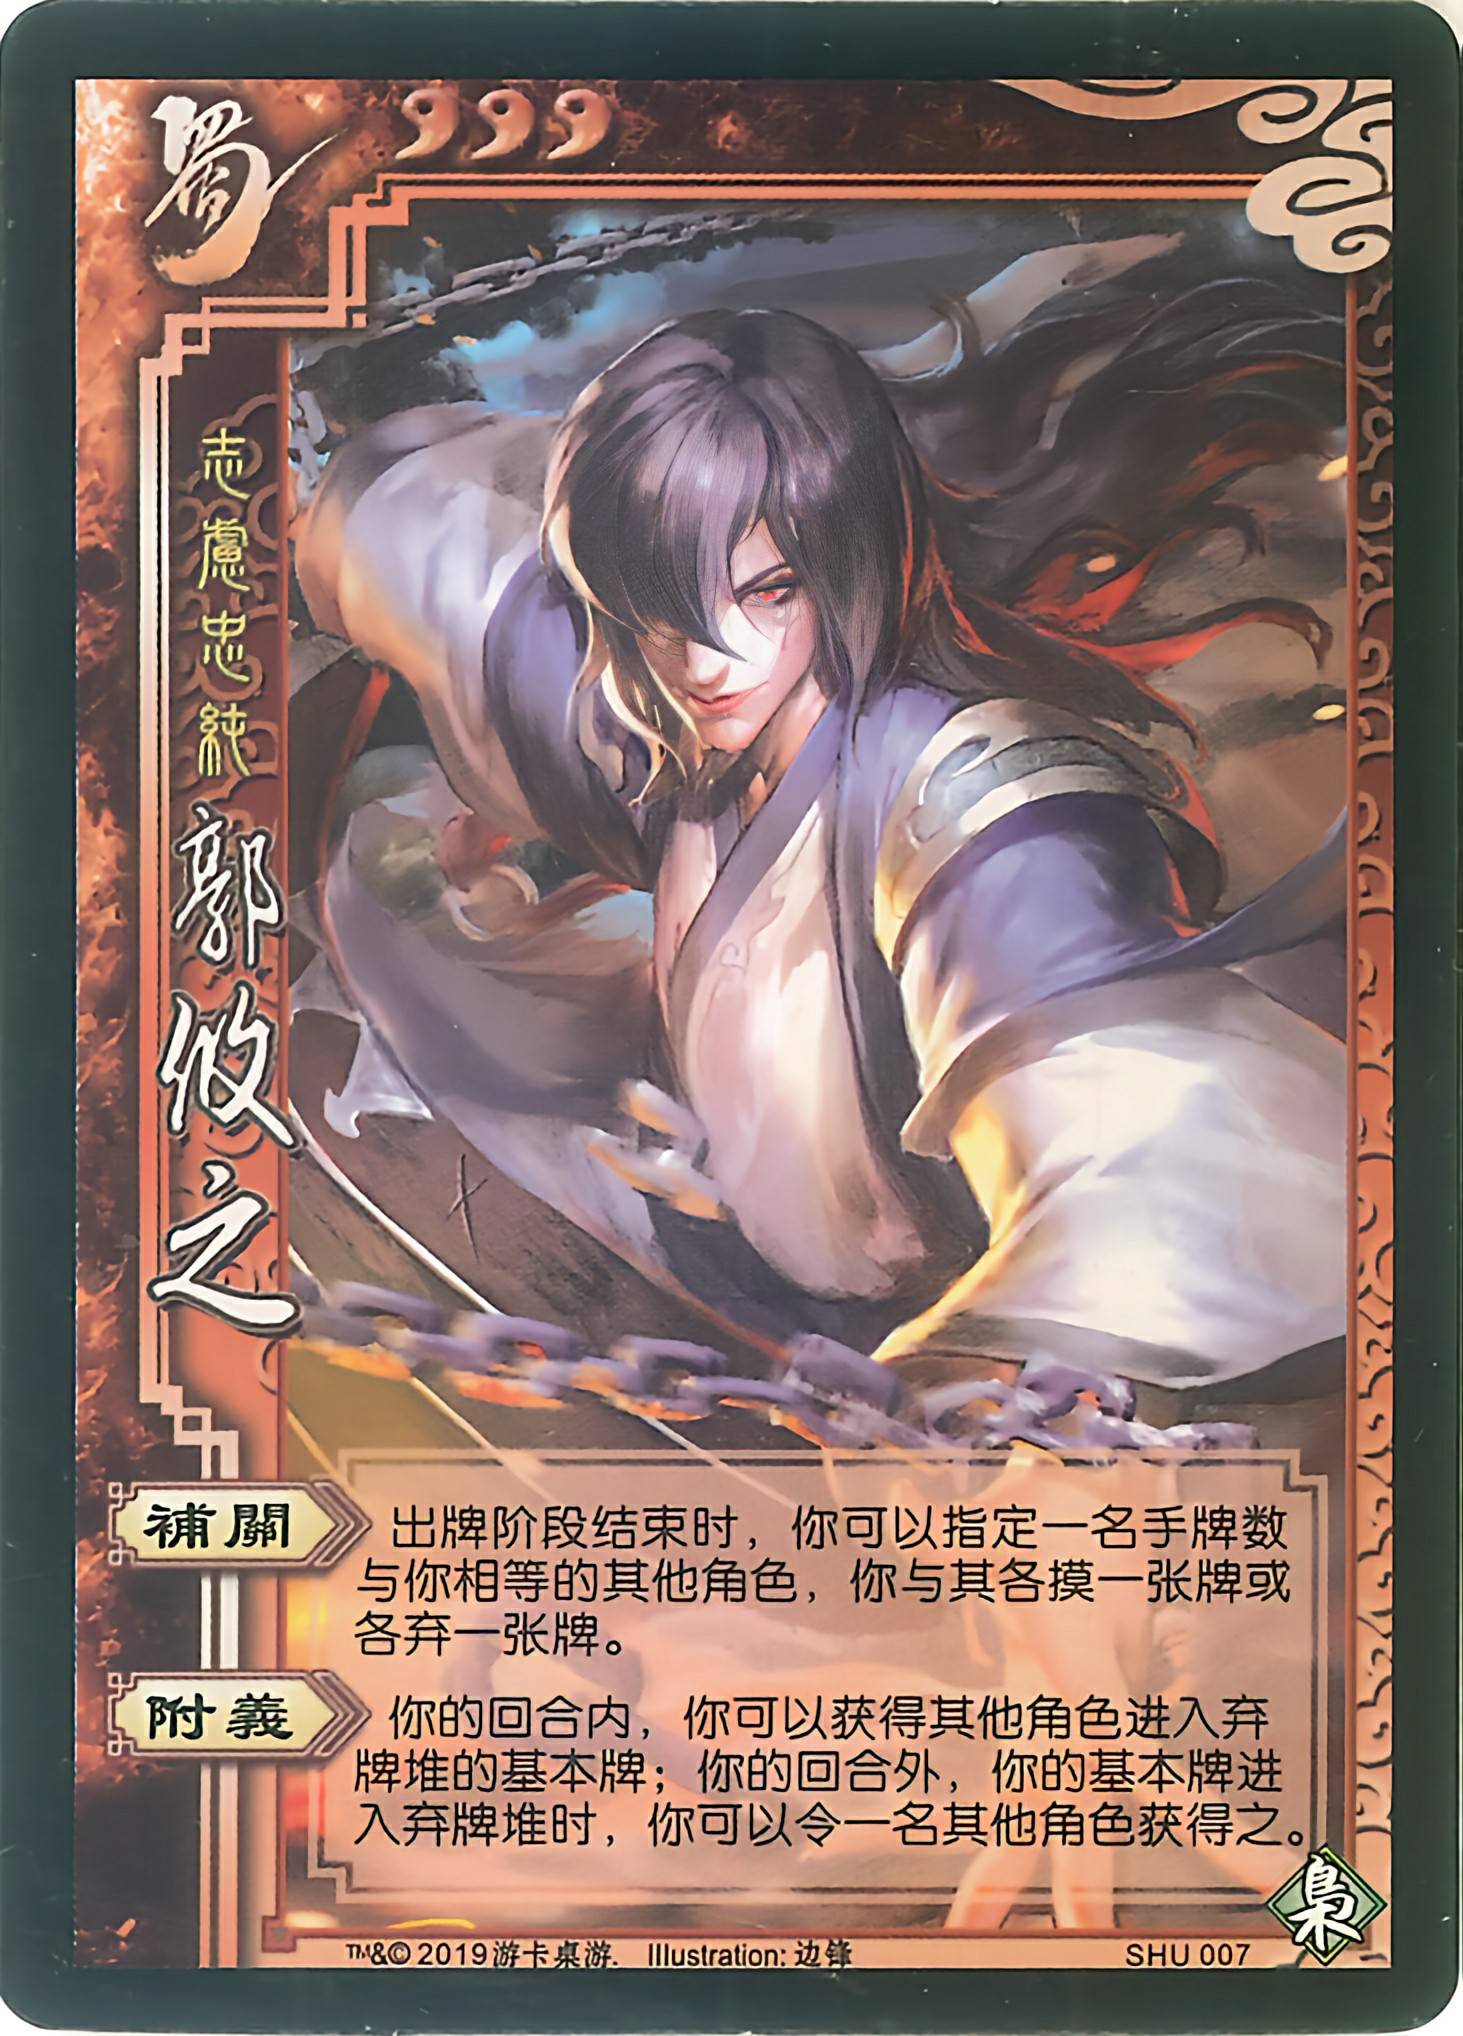 蜀
志慮忠純
郭攸之
補關
出牌阶段结束时，你可以指定一名手牌数
与你相等的其他角色，你与其各摸一张牌或
各弃一张牌。
附義
你的回合内，你可以获得其他角色进入弃
牌堆的基本牌；你的回合外，你的基本牌进
入弃牌堆时，你可以令一名其他角色获得之。
梟
™&© 2019游卡桌游. Illustration: 边锋
SHU 007